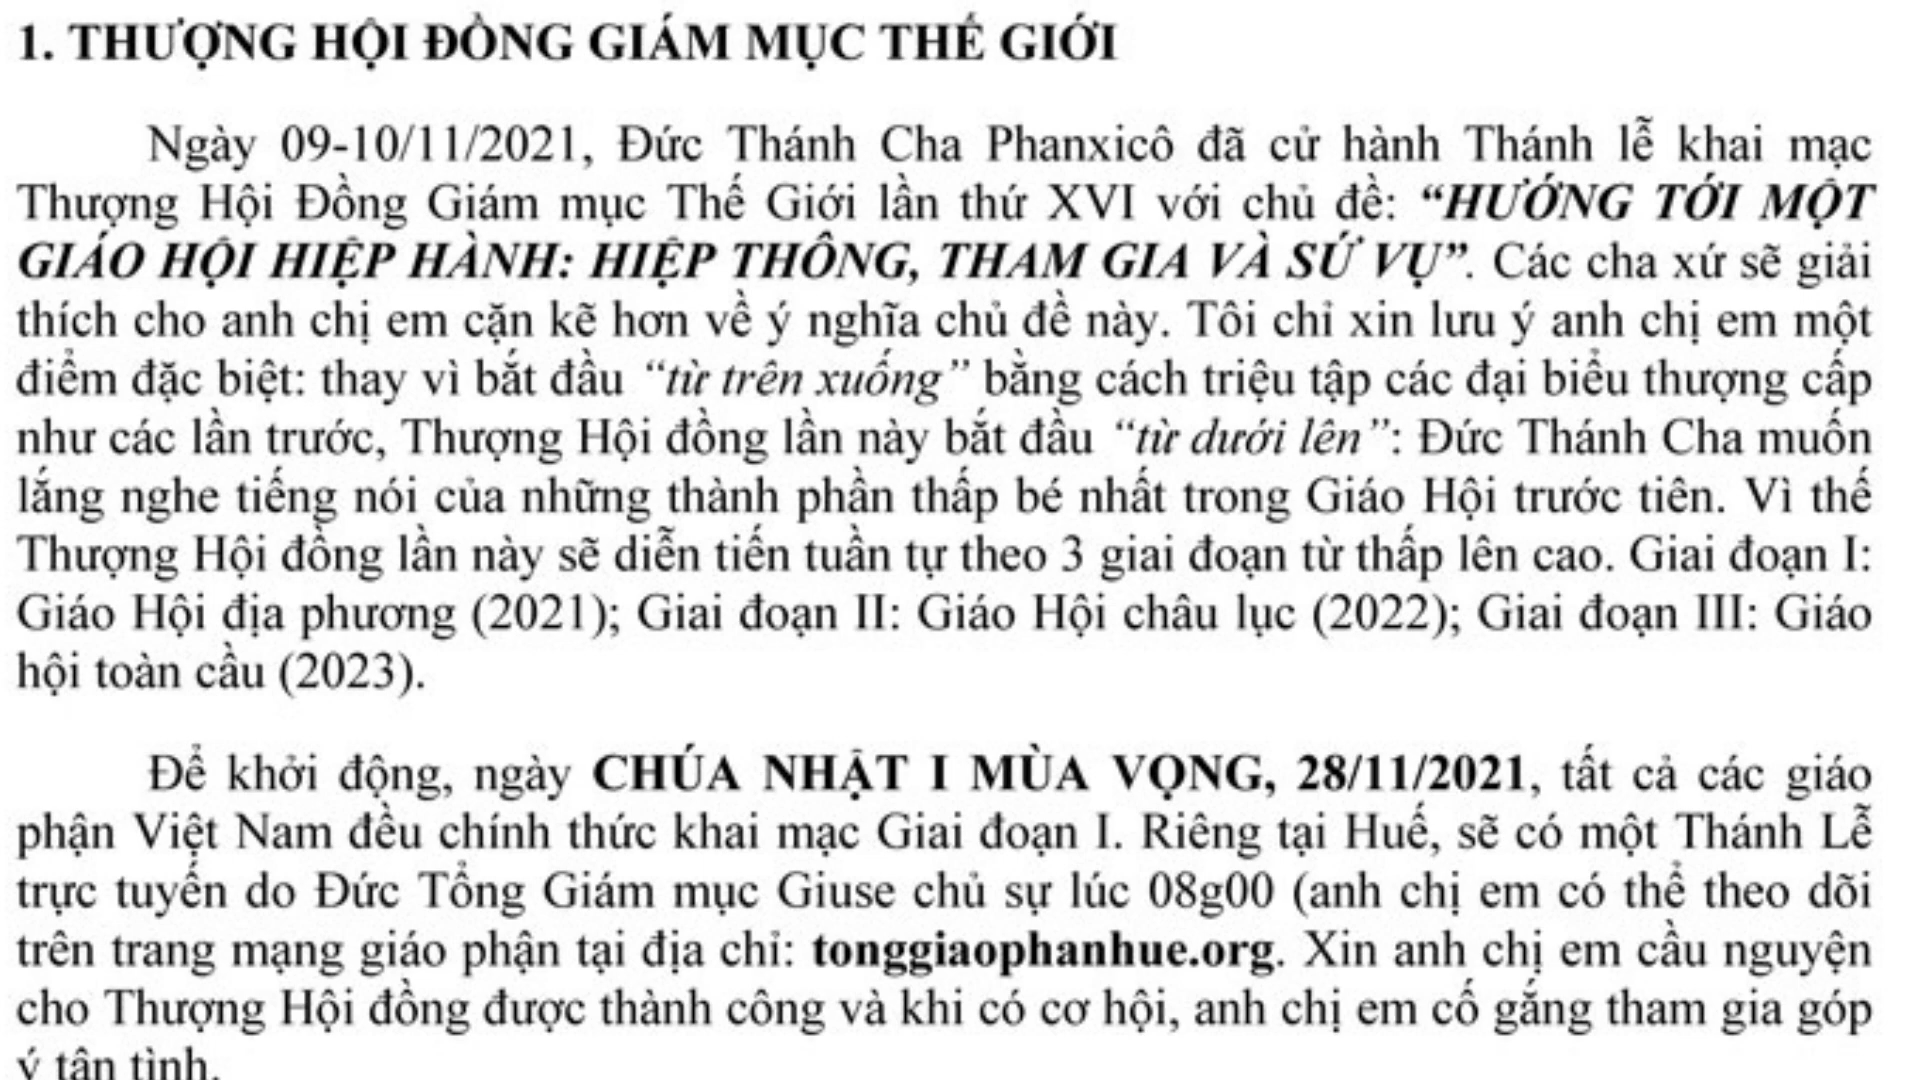 1. THƯỢNG HỘI ĐỒNG GIÁM MỤC THẾ GIỚI
Ngày 09-10/11/2021, Đức Thánh Cha Phanxicô đã cử hành Thánh lễ khai mạc
Thượng Hội Đồng Giám mục Thế Giới lần thứ XVI với chủ đề: “HƯỚNG TỚI MỘT
GIÁO HỘI HIỆP HÀNH: HIỆP THÔNG, THAM GIA VÀ SỨ VỤ”. Các cha xứ sẽ giải
thích cho anh chị em cặn kẽ hơn về ý nghĩa chủ đề này. Tôi chỉ xin lưu ý anh chị em một
điểm đặc biệt: thay vì bắt đầu “từ trên xuống” bằng cách triệu tập các đại biểu thượng cấp
như các lần trước, Thượng Hội đồng lần này bắt đầu “từ dưới lên”: Đức Thánh Cha muốn
lắng nghe tiếng nói của những thành phần thấp bé nhất trong Giáo Hội trước tiên. Vì thế
Thượng Hội đồng lần này sẽ diễn tiến tuần tự theo 3 giai đoạn từ thấp lên cao. Giai đoạn I:
Giáo Hội địa phương (2021); Giai đoạn II: Giáo Hội châu lục (2022); Giai đoạn III: Giáo
hội toàn cầu (2023).
Để khởi động, ngày CHÚA NHẬT I MÙA VỌNG, 28/11/2021, tất cả các giáo
phận Việt Nam đều chính thức khai mạc Giai đoạn I. Riêng tại Huế, sẽ có một Thánh Lễ
trực tuyến do Đức Tổng Giám mục Giuse chủ sự lúc 08g00 (anh chị em có thể theo dõi
trên trang mạng giáo phận tại địa chỉ: tonggiaophanhue.org. Xin anh chị em cầu nguyện
cho Thượng Hội đồng được thành công và khi có cơ hội, anh chị em cố gắng tham gia góp
ý tận tình.